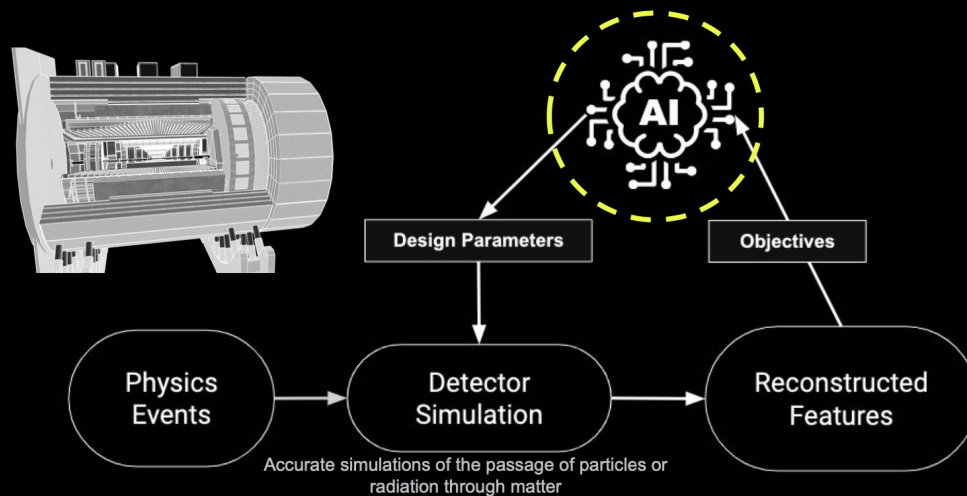 AI
Design Parameters
Objectives
Physics
Events
Detector
Simulation
Reconstructed
Features
Accurate simulations of the passage of particles or
radiation through matter